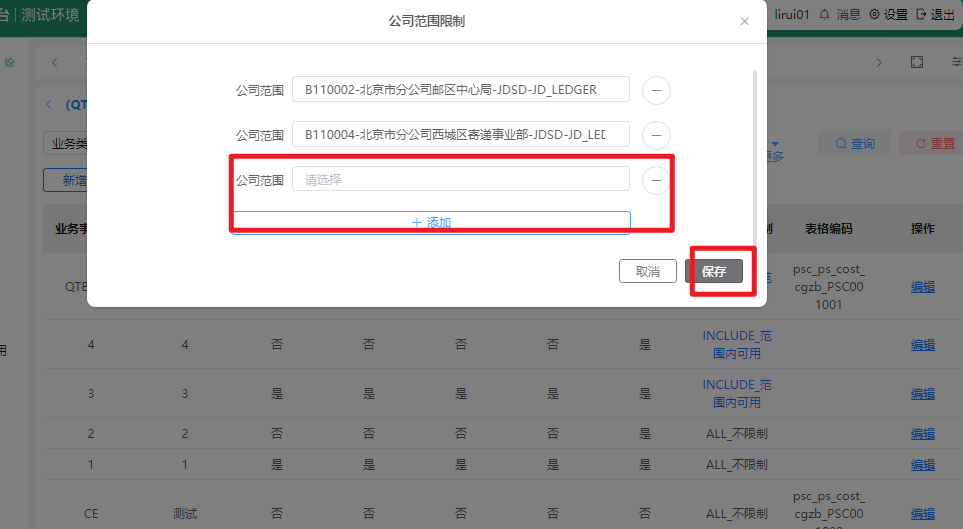 台 | 测试环境
公司范围限制
lirui01 消息 设置 退出
(QT
公司范围 B110002-北京市分公司邮区中心局-JDSD-JD_LEDGER
公司范围 B110004-北京市分公司西城区寄递事业部-JDSD-JD_LED
公司范围 请选择
+ 添加
取消 保存
业务类 更多 查询 重置
新增
业务事 制 表格编码 操作
QTE 范 psc_ps_cost_
cgzb_PSC00
1001 编辑
用
4 4 否 否 否 否 是 INCLUDE_范
围内可用 编辑
3 3 是 是 是 是 是 INCLUDE_范
围内可用 编辑
2 2 否 否 否 否 是 ALL_不限制 编辑
1 1 是 是 是 是 是 ALL_不限制 编辑
CE 测试 否 否 否 否 否 ALL_不限制 psc_ps_cost_
cgzb_PSC00 编辑